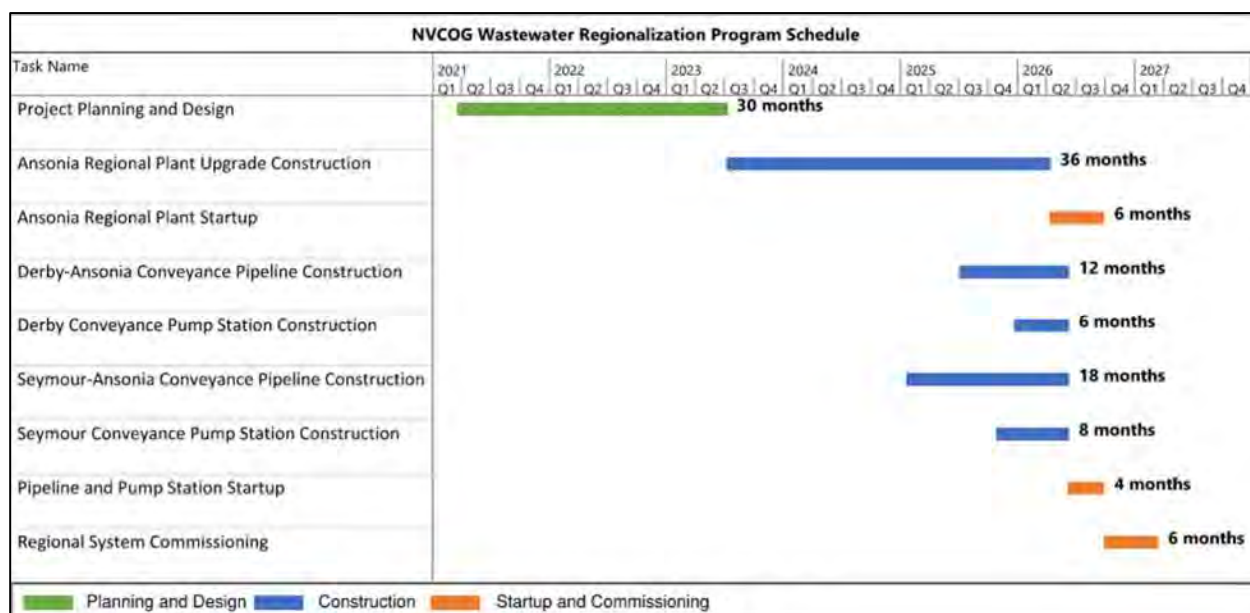 NVCOG Wastewater Regionalization Program Schedule
Task Name 2021 2022 2023 2024 2025 2026 2027
Q1 Q2 Q3 Q4 Q1 Q2 Q3 Q4 Q1 Q2 Q3 Q4 Q1 Q2 Q3 Q4 Q1 Q2 Q3 Q4 Q1 Q2 Q3 Q4 Q1 Q2 Q3 Q4
Project Planning and Design 30 months
Ansonia Regional Plant Upgrade Construction 36 months
Ansonia Regional Plant Startup 6 months
Derby-Ansonia Conveyance Pipeline Construction 12 months
Derby Conveyance Pump Station Construction 6 months
Seymour-Ansonia Conveyance Pipeline Construction 18 months
Seymour Conveyance Pump Station Construction 8 months
Pipeline and Pump Station Startup 4 months
Regional System Commissioning 6 months
Planning and Design Construction Startup and Commissioning